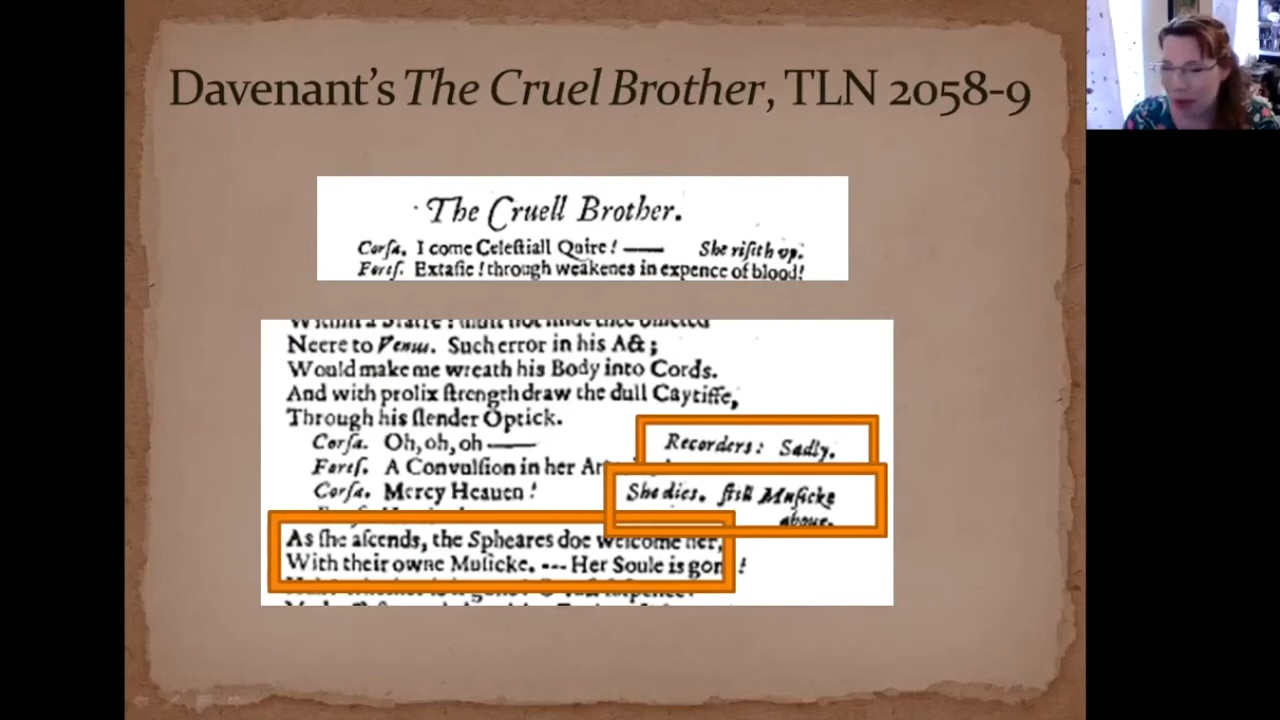 Davenant's The Cruel Brother, TLN 2058-9
The Cruell Brother.
Corſa. I come Celeſtiall Quire! —— She riſith up.
Foreſ. Extaſie! through weakenes in expence of blood!
Neere to Venus. Such error in his Act;
Would make me wreath his Body into Cords.
And with prolix ſtrength draw the dull Caytiffe,
Through his ſlender Optick.
Corſa. Oh, oh, oh —— Recorders: Sadly.
Foreſ. A Convulſion in her
Corſa. Mercy Heauen! She dies. ſtill Muſicke
aboue.
As ſhe aſcends, the Spheares doe welcome her,
With their owne Muſicke. --- Her Soule is gon!